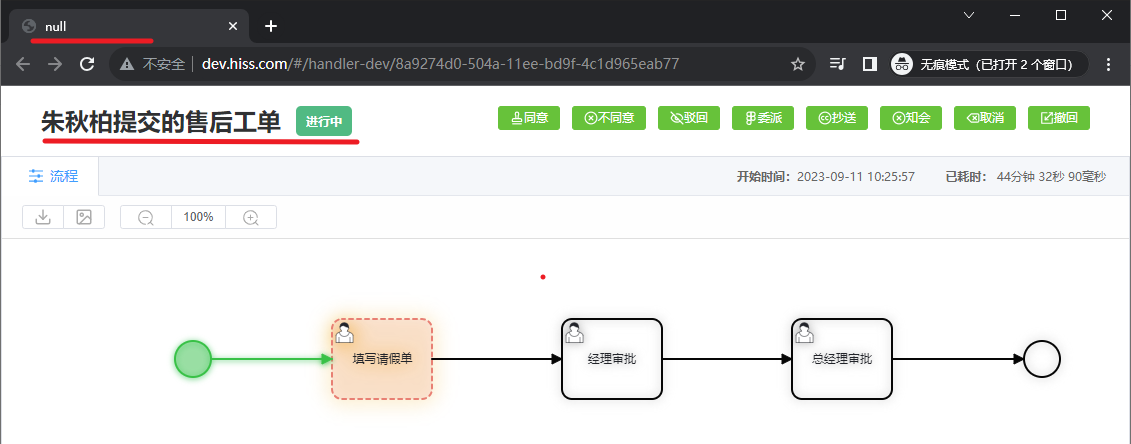 null
不安全 dev.hiss.com/#/handler-dev/8a9274d0-504a-11ee-bd9f-4c1d965eab77 无痕模式（已打开 2 个窗口）
朱秋柏提交的售后工单 进行中 同意 不同意 驳回 委派 抄送 知会 取消 撤回
流程 开始时间：2023-09-11 10:25:57 已耗时： 44分钟 32秒 90毫秒
100%
填写请假单 经理审批 总经理审批